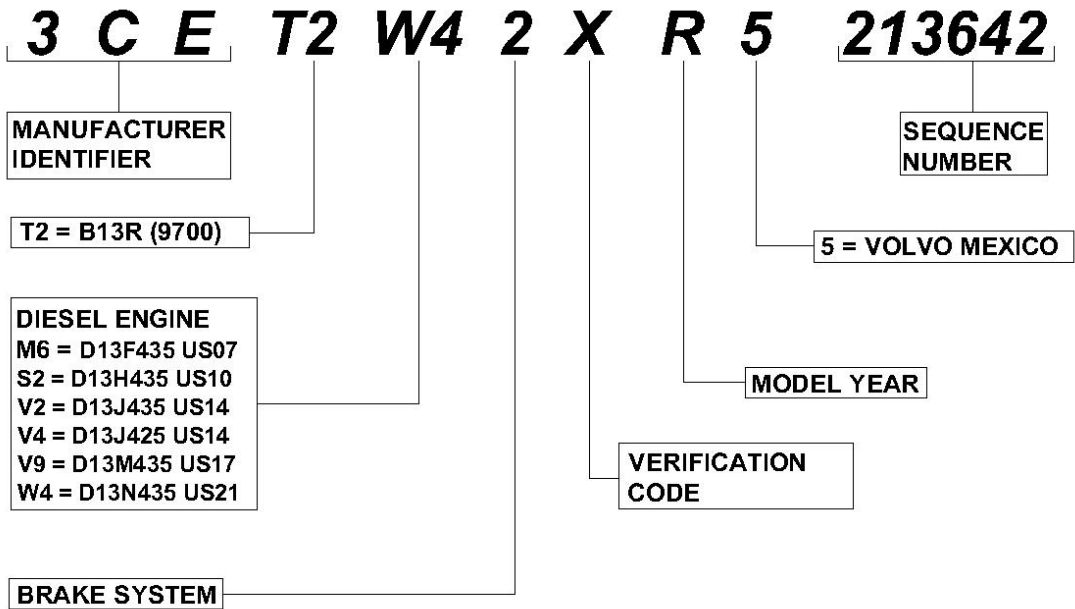 3 C E T2 W4 2 X R 5 213642
MANUFACTURER
IDENTIFIER
SEQUENCE
NUMBER
T2 = B13R (9700)
5 = VOLVO MEXICO
DIESEL ENGINE
M6 = D13F435 US07
S2 = D13H435 US10
V2 = D13J435 US14
V4 = D13J425 US14
V9 = D13M435 US17
W4 = D13N435 US21
MODEL YEAR
VERIFICATION
CODE
BRAKE SYSTEM